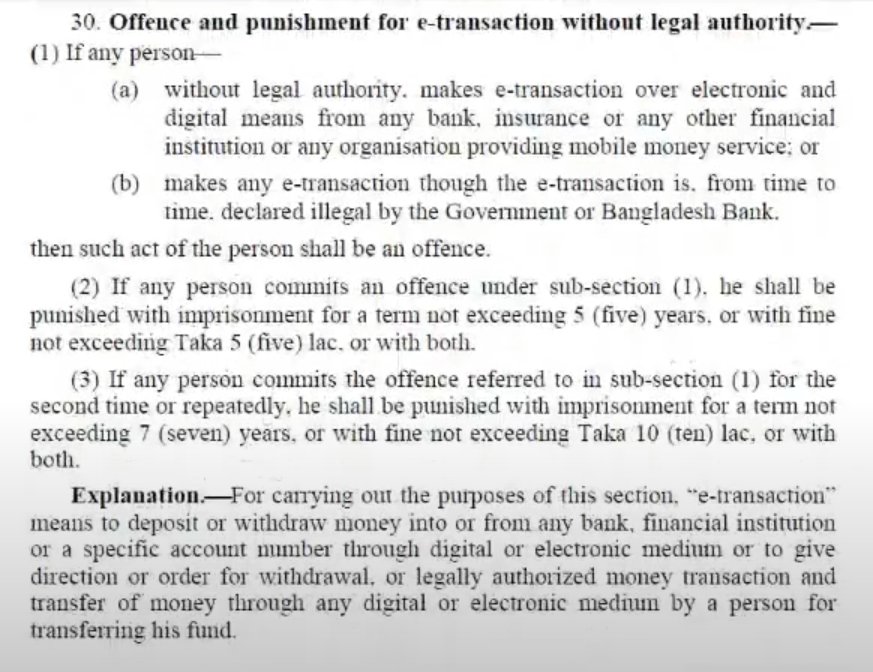 30. Offence and punishment for e-transaction without legal authority.—
(1) If any person—
(a) without legal authority, makes e-transaction over electronic and
digital means from any bank, insurance or any other financial
institution or any organisation providing mobile money service; or
(b) makes any e-transaction though the e-transaction is, from time to
time, declared illegal by the Government or Bangladesh Bank,
then such act of the person shall be an offence.
(2) If any person commits an offence under sub-section (1), he shall be
punished with imprisonment for a term not exceeding 5 (five) years, or with fine
not exceeding Taka 5 (five) lac, or with both.
(3) If any person commits the offence referred to in sub-section (1) for the
second time or repeatedly, he shall be punished with imprisonment for a term not
exceeding 7 (seven) years, or with fine not exceeding Taka 10 (ten) lac, or with
both.
Explanation.—For carrying out the purposes of this section, “e-transaction”
means to deposit or withdraw money into or from any bank, financial institution
or a specific account number through digital or electronic medium or to give
direction or order for withdrawal, or legally authorized money transaction and
transfer of money through any digital or electronic medium by a person for
transferring his fund.